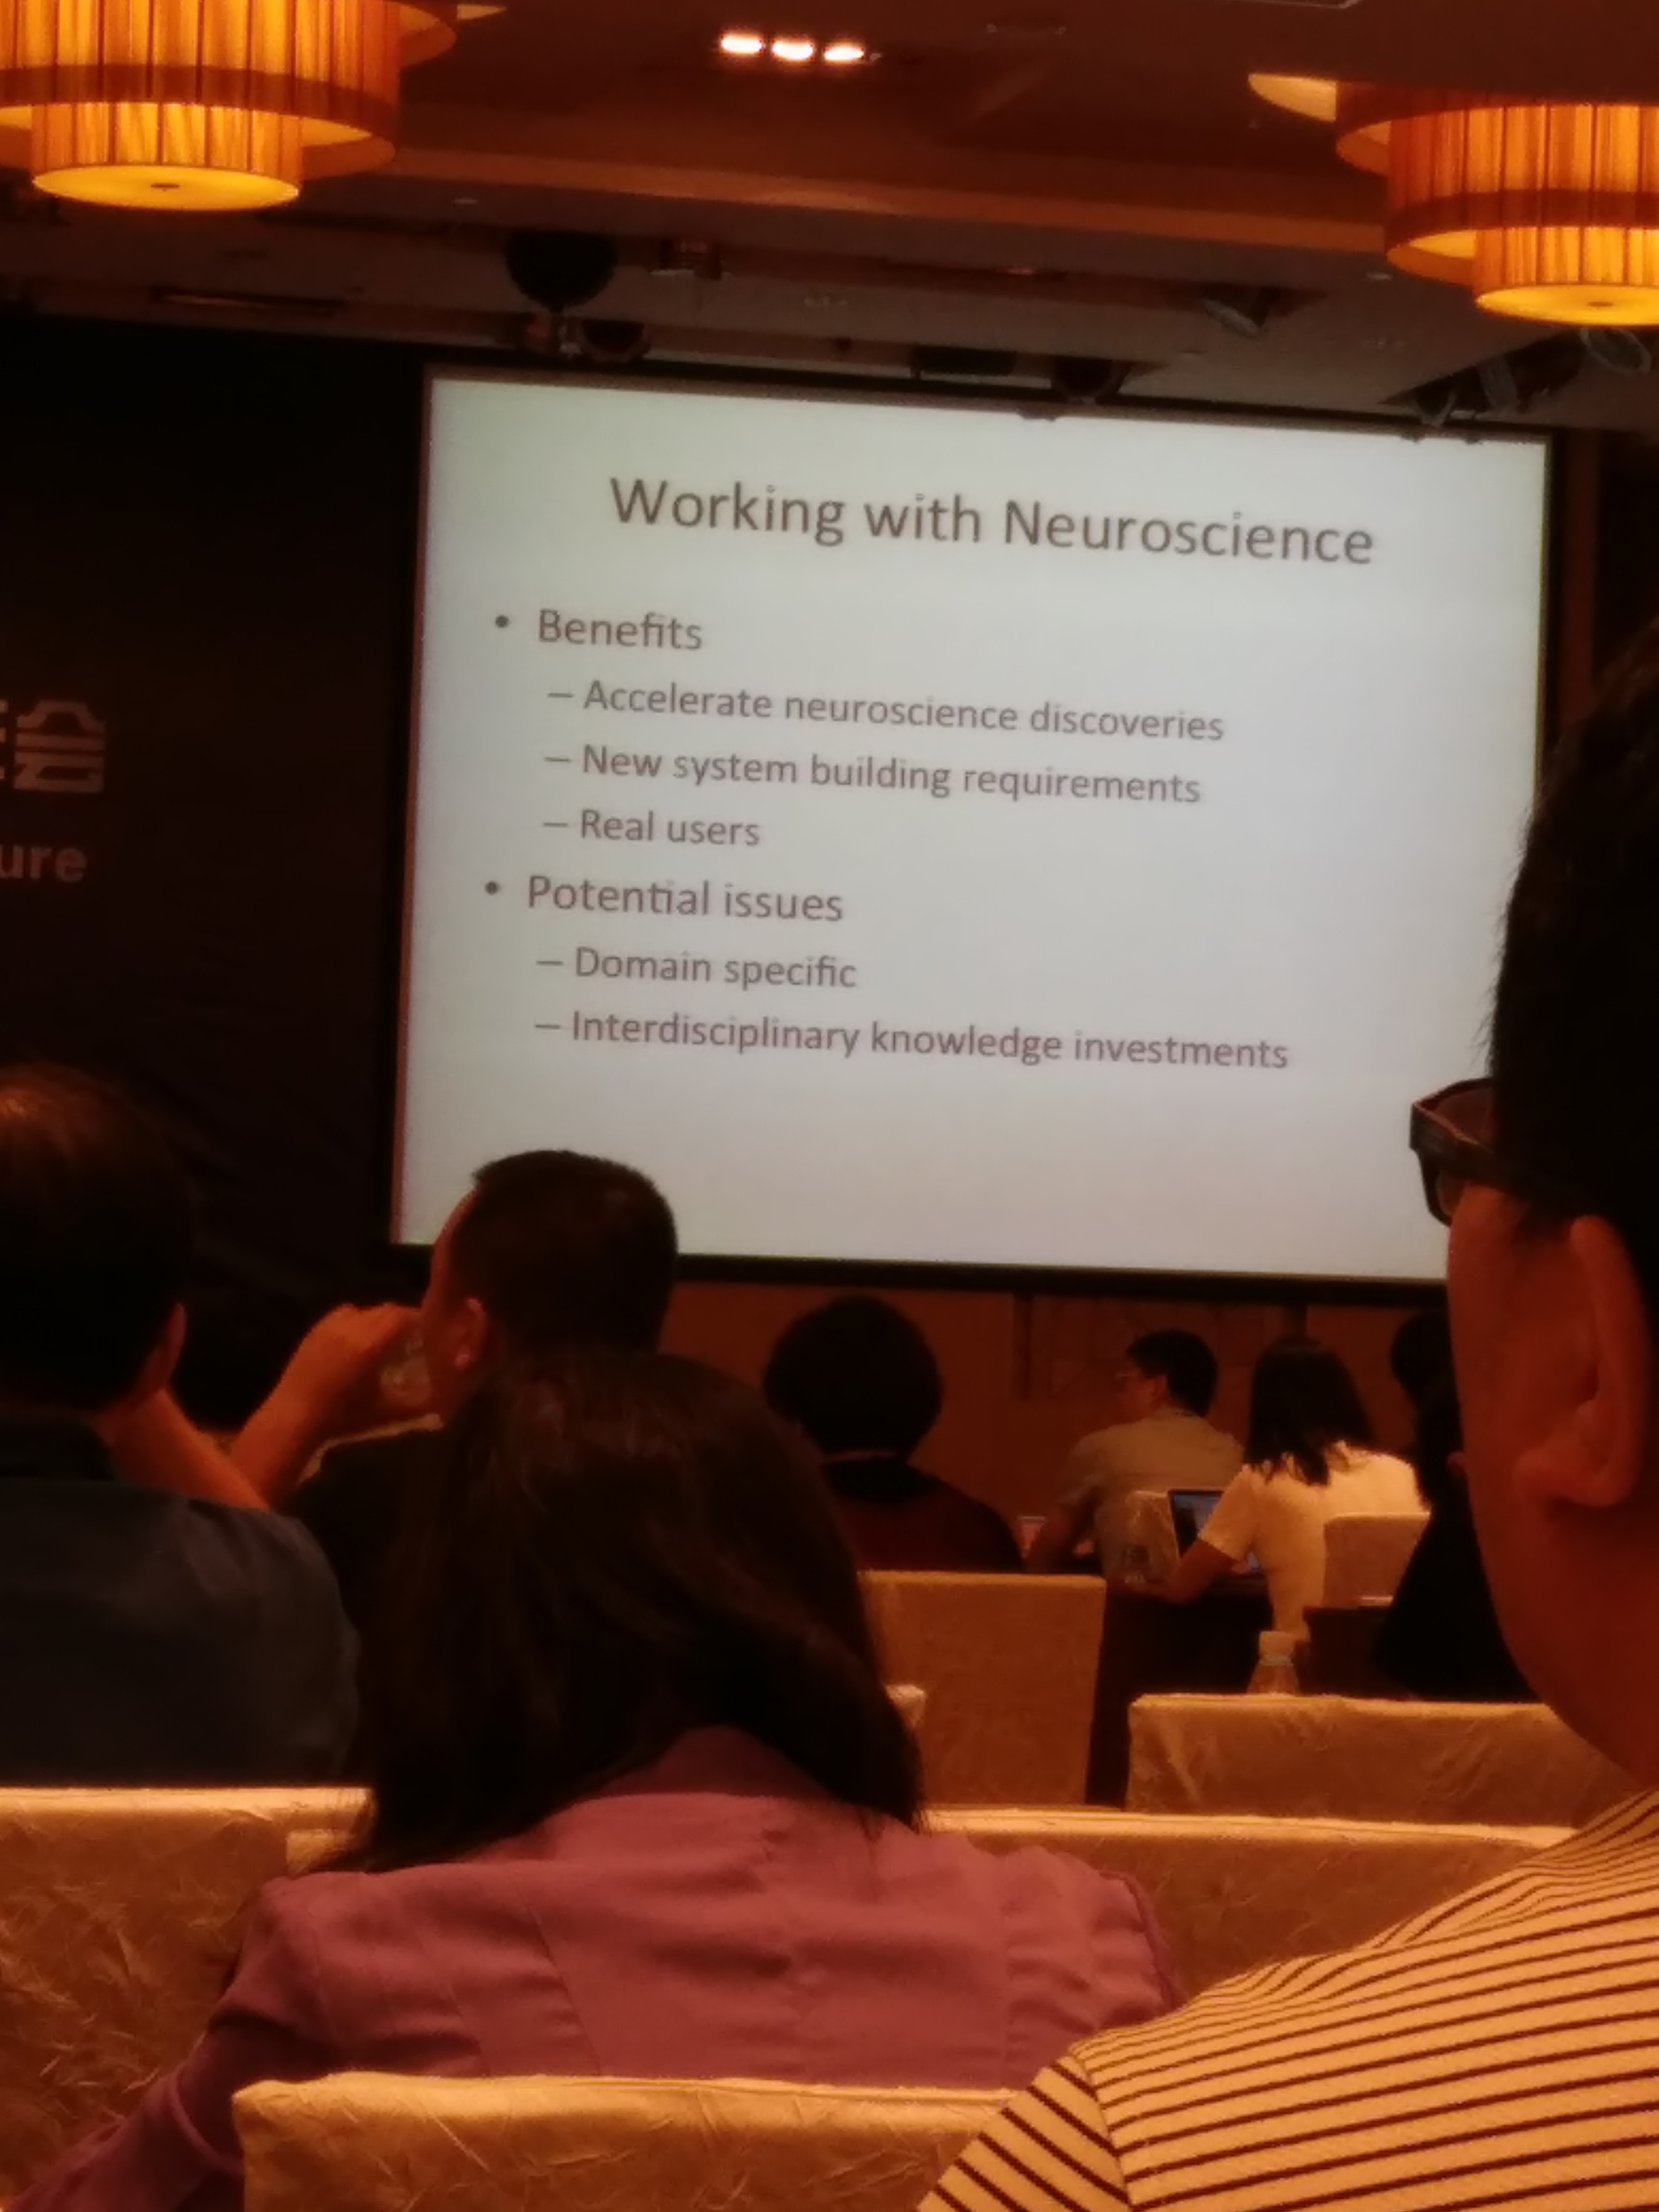 Working with Neuroscience
• Benefits
– Accelerate neuroscience discoveries
– New system building requirements
– Real users
• Potential issues
– Domain specific
– Interdisciplinary knowledge investments
会
ure